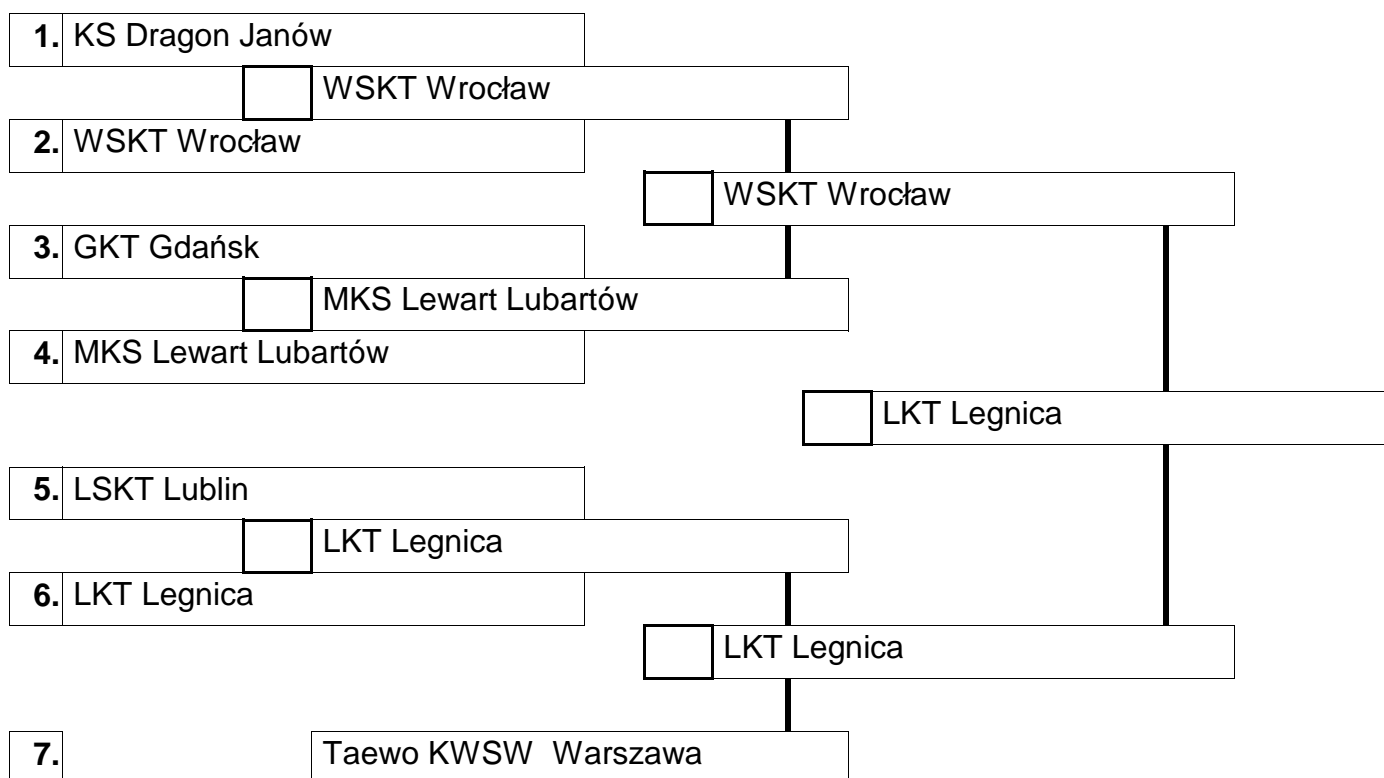 1. KS Dragon Janów
WSKT Wrocław
2. WSKT Wrocław
WSKT Wrocław
3. GKT Gdańsk
MKS Lewart Lubartów
4. MKS Lewart Lubartów
LKT Legnica
5. LSKT Lublin
LKT Legnica
6. LKT Legnica
LKT Legnica
7. Taewo KWSW Warszawa